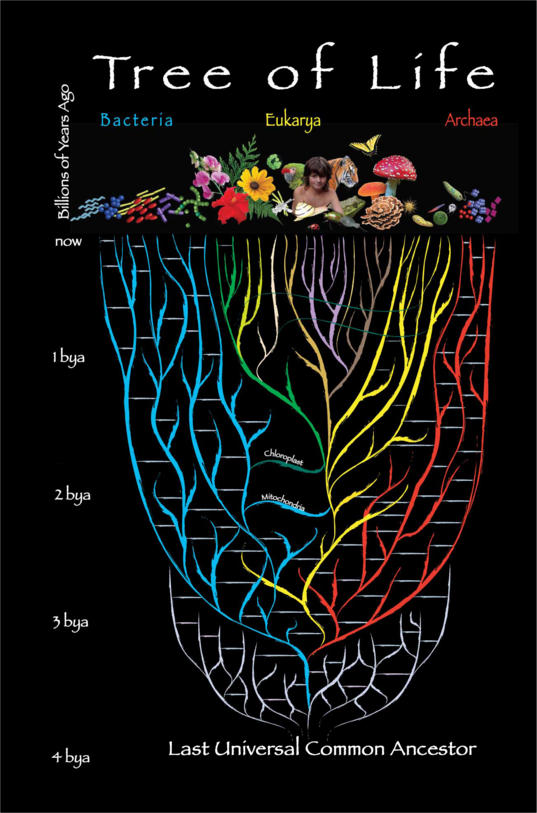 Tree of Life
Billions of Years Ago
Bacteria
Eukarya
Archaea
now
1 bya
Chloroplast
2 bya
Mitochondria
3 bya
Last Universal Common Ancestor
4 bya